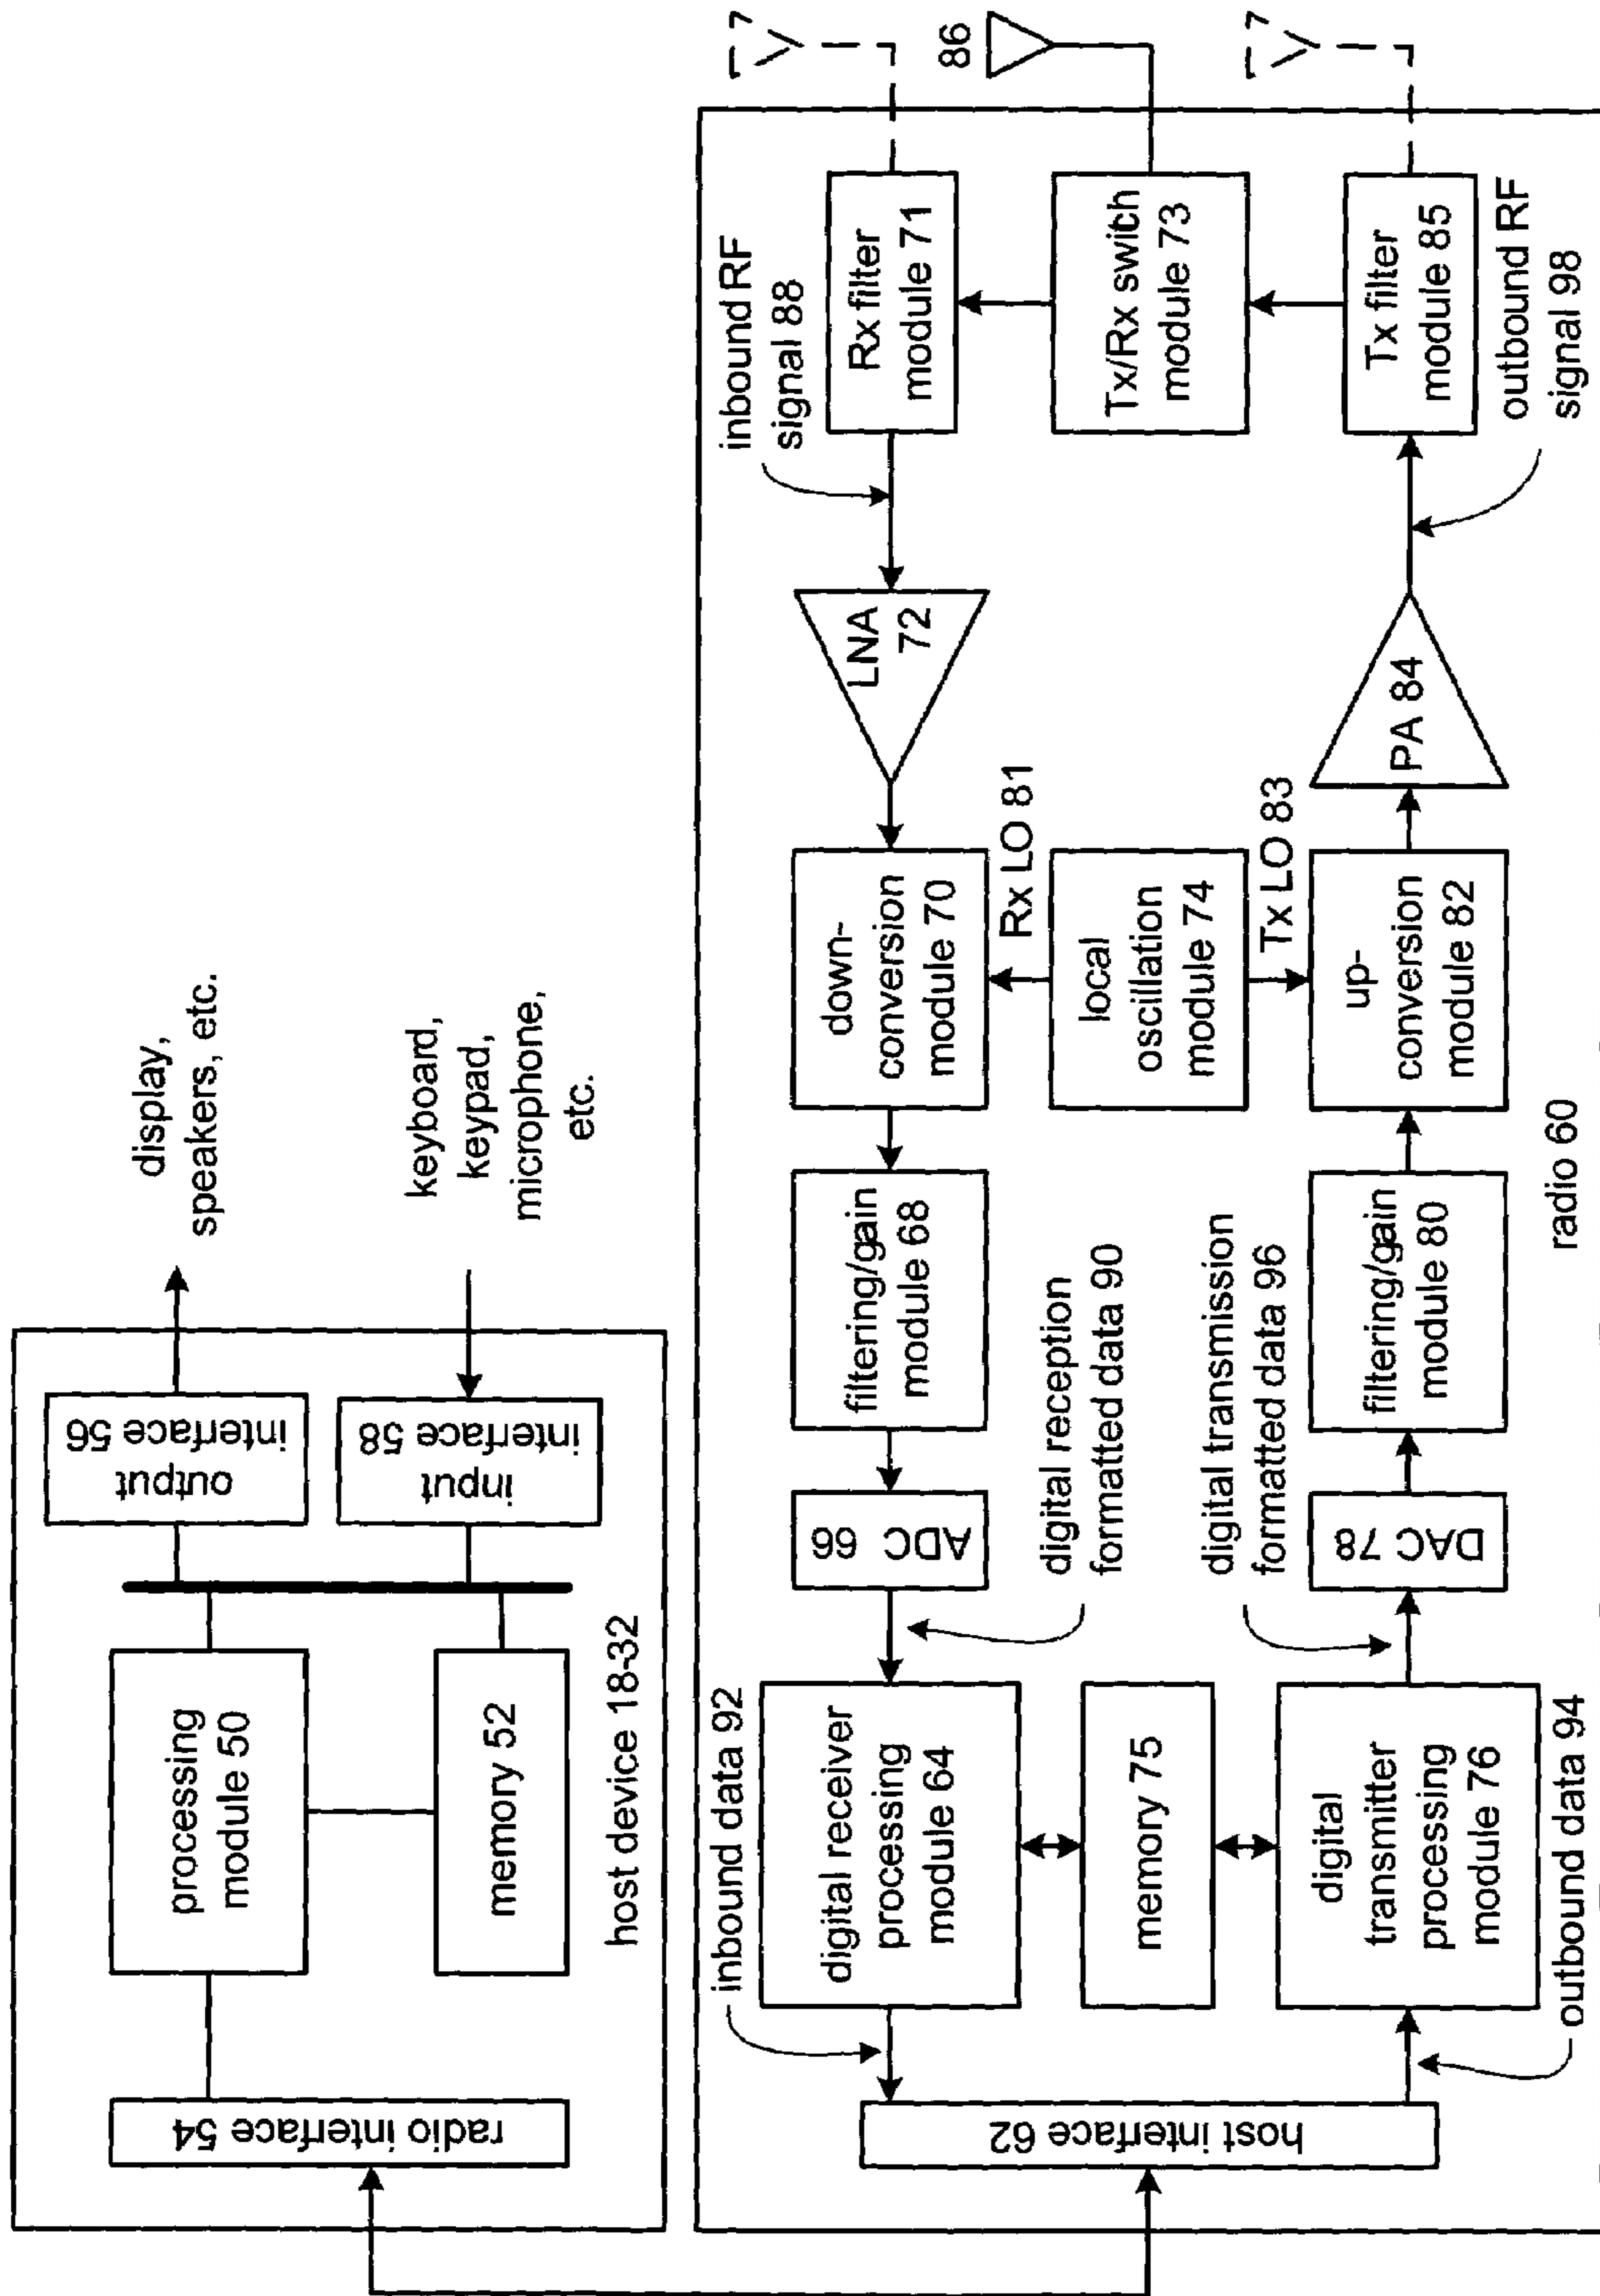 display,
speakers, etc.
keyboard,
keypad,
microphone,
etc.
output
interface 56
input
interface 58
processing
module 50
memory 52
radio interface 54
host device 18-32
86
inbound RF
signal 88
Rx filter
module 71
Tx/Rx switch
module 73
Tx filter
module 85
outbound RF
signal 98
LNA
72
PA 84
down-
conversion
module 70
Rx LO 81
local
oscillation
module 74
Tx LO 83
up-
conversion
module 82
filtering/gain
module 68
filtering/gain
module 80
radio 60
ADC 66
digital reception
formatted data 90
digital transmission
formatted data 96
DAC 78
inbound data 92
digital receiver
processing
module 64
memory 75
digital
transmitter
processing
module 76
outbound data 94
host interface 62